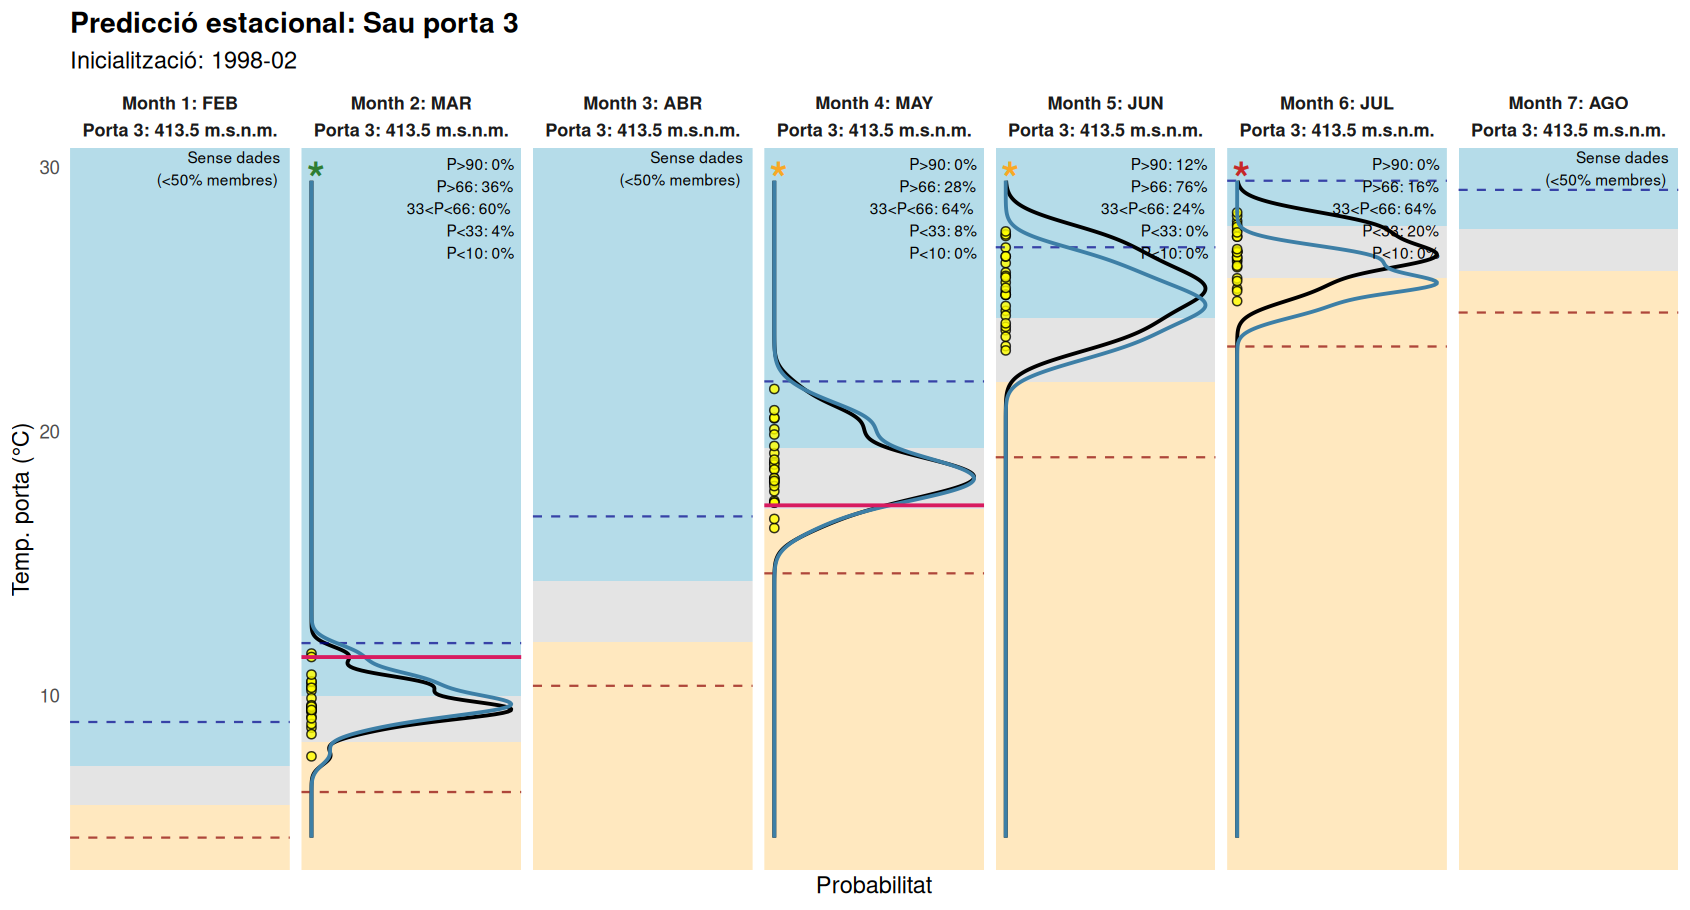 Predicció estacional: Sau porta 3
Inicialització: 1998-02
Month 1: FEB
Porta 3: 413.5 m.s.n.m.
Month 2: MAR
Porta 3: 413.5 m.s.n.m.
Month 3: ABR
Porta 3: 413.5 m.s.n.m.
Month 4: MAY
Porta 3: 413.5 m.s.n.m.
Month 5: JUN
Porta 3: 413.5 m.s.n.m.
Month 6: JUL
Porta 3: 413.5 m.s.n.m.
Month 7: AGO
Porta 3: 413.5 m.s.n.m.
Sense dades
(<50% membres)
*
P>90: 0%
P>66: 36%
33<P<66: 60%
P<33: 4%
P<10: 0%
Sense dades
(<50% membres)
*
P>90: 0%
P>66: 28%
33<P<66: 64%
P<33: 8%
P<10: 0%
*
P>90: 12%
P>66: 76%
33<P<66: 24%
P<33: 0%
P<10: 0%
*
P>90: 0%
P>66: 16%
33<P<66: 64%
P<33: 20%
P<10: 0%
Sense dades
(<50% membres)
30
20
10
Temp. porta (°C)
Probabilitat